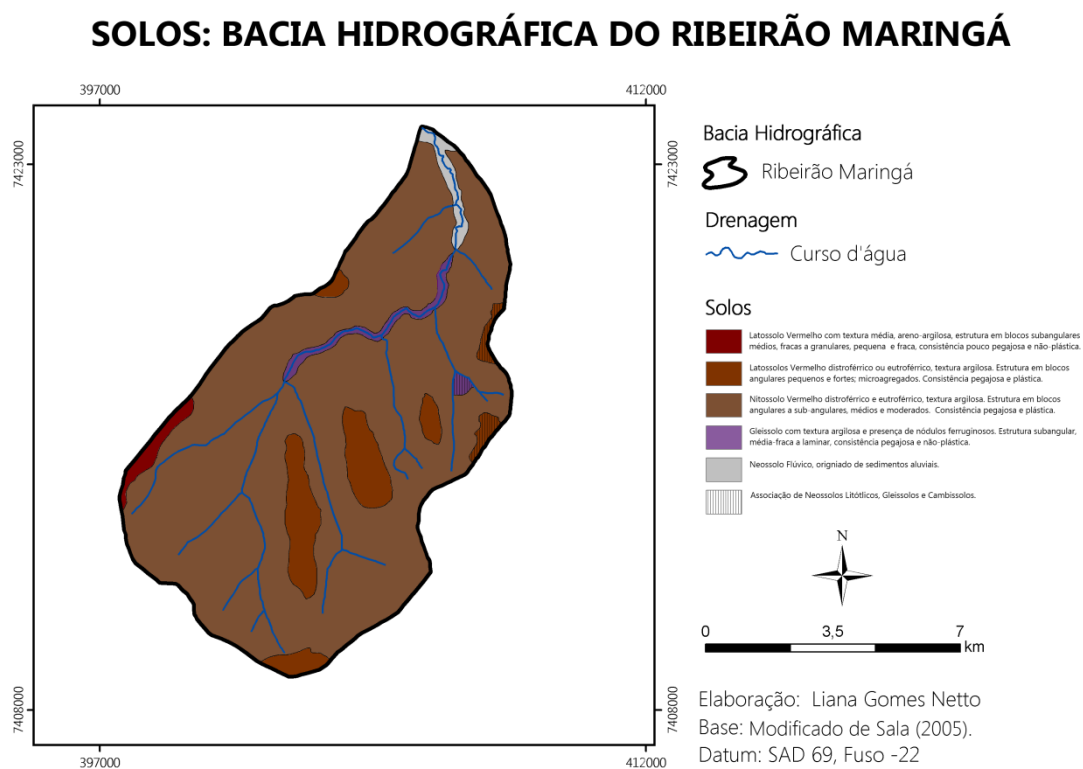 SOLOS: BACIA HIDROGRÁFICA DO RIBEIRÃO MARINGÁ
397000
412000
7423000
7423000
7408000
7408000
397000
412000
Bacia Hidrográfica
Ribeirão Maringá
Drenagem
Curso d'água
Solos
Latossolo Vermelho com textura média, areno-argilosa, estrutura em blocos subangulares
médios, fracas a granulares, pequena e fraca, consistência pouco pegajosa e não-plástica.
Latossolos Vermelho distroférrico ou eutroférrico, textura argilosa. Estrutura em blocos
angulares pequenos e fortes; microagregados. Consistência pegajosa e plástica.
Nitossolo Vermelho distroférrico e eutroférrico, textura argilosa. Estrutura em blocos
angulares a sub-angulares, médios e moderados. Consistência pegajosa e plástica.
Gleissolo com textura argilosa e presença de nódulos ferruginosos. Estrutura subangular,
média-fraca a laminar, consistência pegajosa e não-plástica.
Neossolo Flúvico, origniado de sedimentos aluviais.
Associação de Neossolos Litótlicos, Gleissolos e Cambissolos.
N
0 3,5 7
km
Elaboração: Liana Gomes Netto
Base: Modificado de Sala (2005).
Datum: SAD 69, Fuso -22